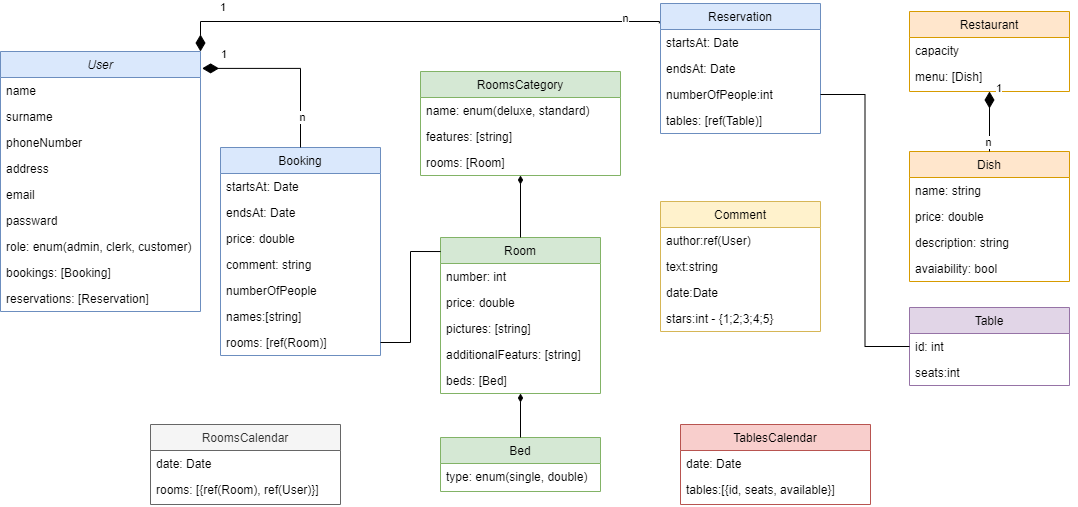 1
n
User
name
surname
phoneNumber
address
email
passward
role: enum(admin, clerk, customer)
bookings: [Booking]
reservations: [Reservation]
1
n
Booking
startsAt: Date
endsAt: Date
price: double
comment: string
numberOfPeople
names:[string]
rooms: [ref(Room)]
RoomsCategory
name: enum(deluxe, standard)
features: [string]
rooms: [Room]
Room
number: int
price: double
pictures: [string]
additionalFeaturs: [string]
beds: [Bed]
Bed
type: enum(single, double)
Reservation
startsAt: Date
endsAt: Date
numberOfPeople:int
tables: [ref(Table)]
Comment
author:ref(User)
text:string
date:Date
stars:int - {1;2;3;4;5}
Restaurant
capacity
menu: [Dish]
1
n
Dish
name: string
price: double
description: string
avaiability: bool
Table
id: int
seats:int
RoomsCalendar
date: Date
rooms: [{ref(Room), ref(User)}]
TablesCalendar
date: Date
tables:[{id, seats, available}]